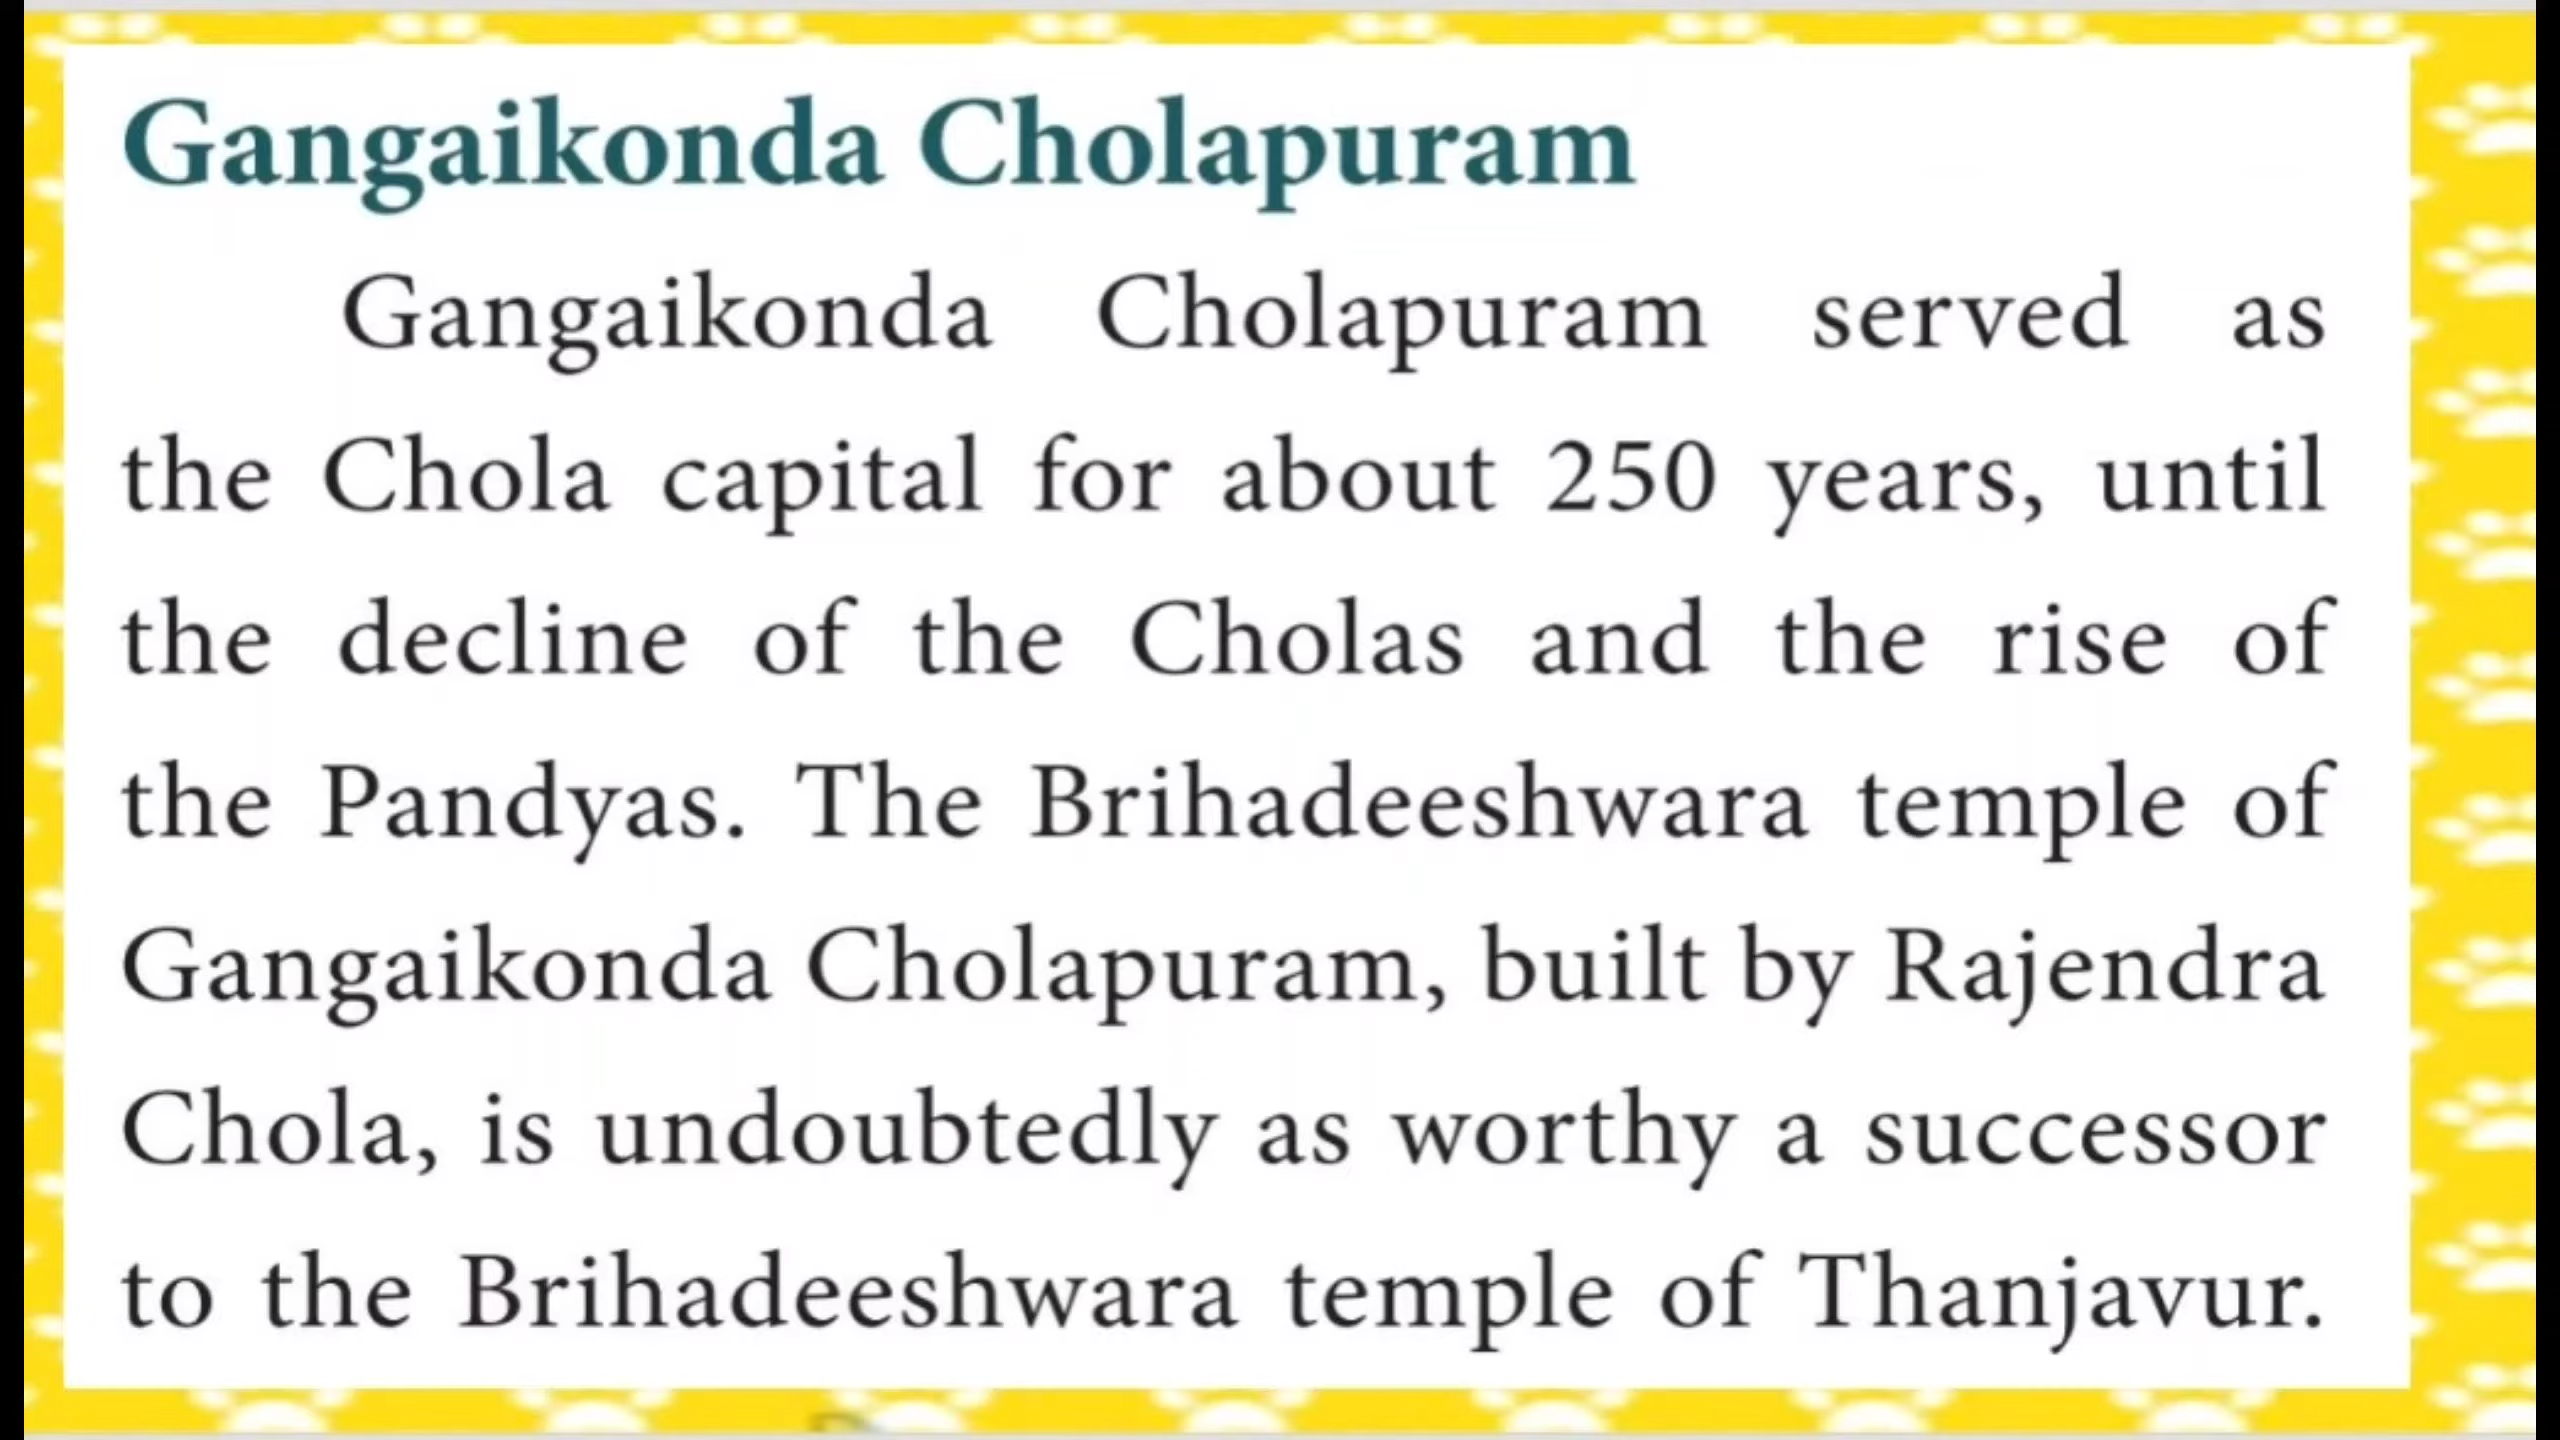 Gangaikonda Cholapuram
Gangaikonda Cholapuram served as
the Chola capital for about 250 years, until
the decline of the Cholas and the rise of
the Pandyas. The Brihadeeshwara temple of
Gangaikonda Cholapuram, built by Rajendra
Chola, is undoubtedly as worthy a successor
to the Brihadeeshwara temple of Thanjavur.